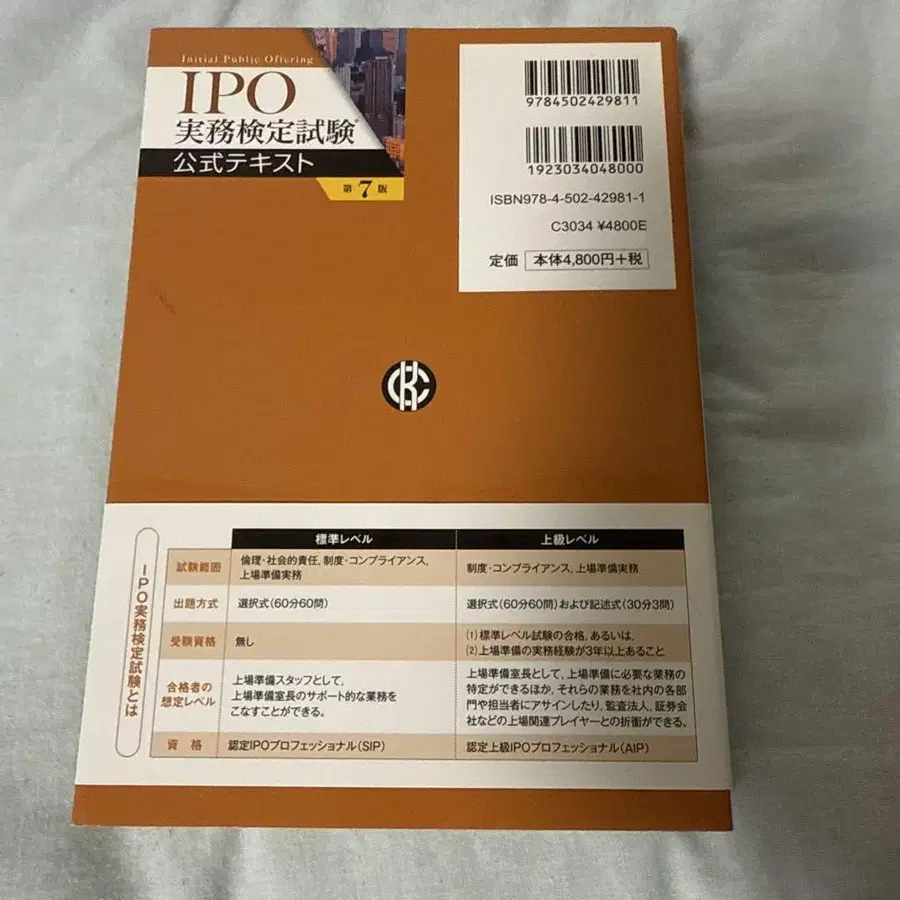 Initial Public Offering
IPO
実務検定試験®
公式テキスト
第7版
9784502429811
1923034048000
ISBN978-4-502-42981-1
C3034 ¥4800E
定価 本体4,800円+税
IPO実務検定試験とは
標準レベル 上級レベル
試験範囲 倫理・社会的責任, 制度・コンプライアンス, 上場準備実務 制度・コンプライアンス, 上場準備実務
出題方式 選択式(60分60問) 選択式(60分60問)および記述式(30分3問)
受験資格 無し
(1) 標準レベル試験の合格, あるいは,
(2) 上場準備の実務経験が3年以上あること
合格者の
想定レベル
上場準備スタッフとして,
上場準備室長のサポート的な業務を
こなすことができる。
上場準備室長として, 上場準備に必要な業務の
特定ができるほか, それらの業務を社内の各部
門や担当者にアサインしたり, 監査法人, 証券会
社などの上場関連プレイヤーとの折衝ができる。
資格 認定IPOプロフェッショナル(SIP) 認定上級IPOプロフェッショナル(AIP)